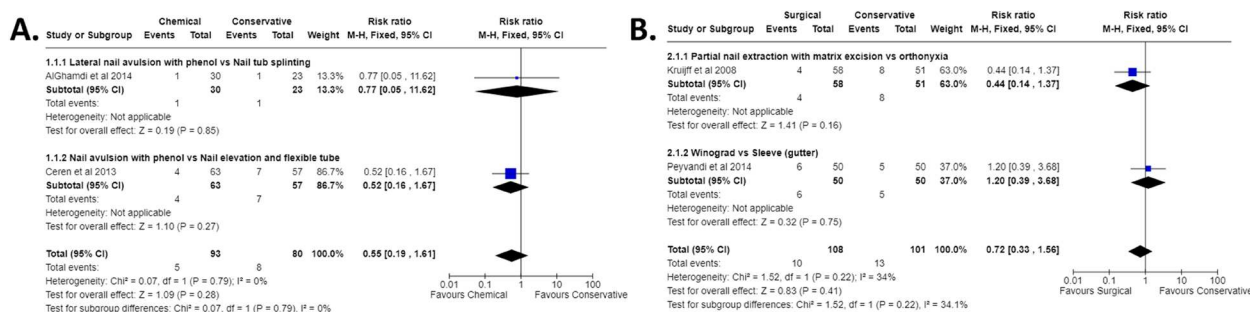 A.
Chemical Conservative Risk ratio Risk ratio
Study or Subgroup Events Total Events Total Weight M-H, Fixed, 95% CI M-H, Fixed, 95% CI
1.1.1 Lateral nail avulsion with phenol vs Nail tub splinting
AlGhamdi et al 2014 1 30 1 23 13.3% 0.77 [0.05 , 11.62]
Subtotal (95% CI) 30 23 13.3% 0.77 [0.05 , 11.62]
Total events: 1 1
Heterogeneity: Not applicable
Test for overall effect: Z = 0.19 (P = 0.85)
1.1.2 Nail avulsion with phenol vs Nail elevation and flexible tube
Ceren et al 2013 4 63 7 57 86.7% 0.52 [0.16 , 1.67]
Subtotal (95% CI) 63 57 86.7% 0.52 [0.16 , 1.67]
Total events: 4 7
Heterogeneity: Not applicable
Test for overall effect: Z = 1.10 (P = 0.27)
Total (95% CI) 93 80 100.0% 0.55 [0.19 , 1.61]
Total events: 5 8
Heterogeneity: Chi² = 0.07, df = 1 (P = 0.79); I² = 0%
Test for overall effect: Z = 1.09 (P = 0.28)
Test for subgroup differences: Chi² = 0.07, df = 1 (P = 0.79), I² = 0%
0.01 0.1 1 10 100
Favours Chemical Favours Conservative
B.
Surgical Conservative Risk ratio Risk ratio
Study or Subgroup Events Total Events Total Weight M-H, Fixed, 95% CI M-H, Fixed, 95% CI
2.1.1 Partial nail extraction with matrix excision vs orthonyxia
Kruijff et al 2008 4 58 8 51 63.0% 0.44 [0.14 , 1.37]
Subtotal (95% CI) 58 51 63.0% 0.44 [0.14 , 1.37]
Total events: 4 8
Heterogeneity: Not applicable
Test for overall effect: Z = 1.41 (P = 0.16)
2.1.2 Winograd vs Sleeve (gutter)
Peyvandi et al 2014 6 50 5 50 37.0% 1.20 [0.39 , 3.68]
Subtotal (95% CI) 50 50 37.0% 1.20 [0.39 , 3.68]
Total events: 6 5
Heterogeneity: Not applicable
Test for overall effect: Z = 0.32 (P = 0.75)
Total (95% CI) 108 101 100.0% 0.72 [0.33 , 1.56]
Total events: 10 13
Heterogeneity: Chi² = 1.52, df = 1 (P = 0.22); I² = 34%
Test for overall effect: Z = 0.83 (P = 0.41)
Test for subgroup differences: Chi² = 1.52, df = 1 (P = 0.22), I² = 34.1%
0.01 0.1 1 10 100
Favours Surgical Favours Conservative